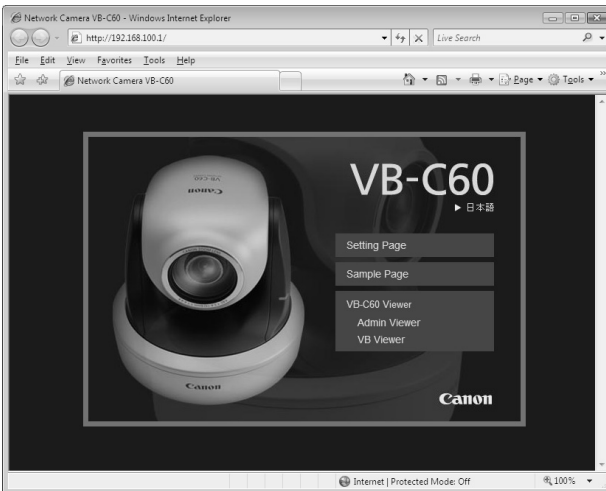 Network Camera VB-C60 - Windows Internet Explorer
http://192.168.100.1/
Live Search
File Edit View Favorites Tools Help
Network Camera VB-C60
Page Tools
VB-C60
Canon
VB-C60
▶ 日本語
Setting Page
Sample Page
VB-C60 Viewer
Admin Viewer
VB Viewer
Canon
Canon
Internet | Protected Mode: Off
100%